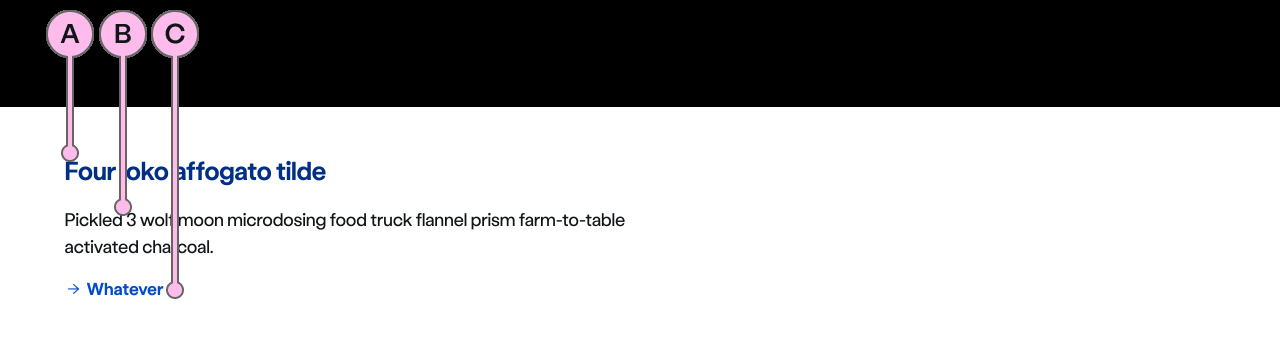 A B C
Four loko affogato tilde
Pickled 3 wolf moon microdosing food truck flannel prism farm-to-table
activated charcoal.
→ Whatever